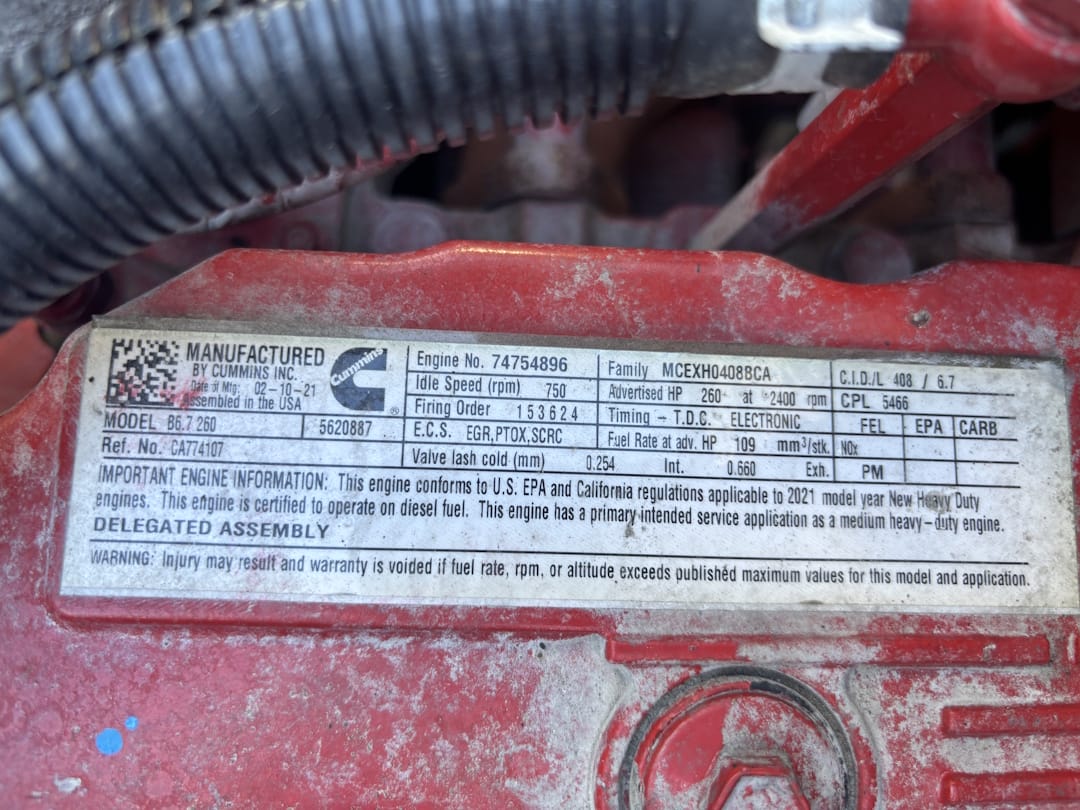 MANUFACTURED
BY CUMMINS INC.
Date of Mfg: 02-10-21
Assembled in the USA
Cummins
®
MODEL B6.7 260 5620887
Ref. No. CA774107
Engine No. 74754896
Idle Speed (rpm) 750
Firing Order 153624
E.C.S. EGR,PTOX,SCRC
Valve lash cold (mm) 0.254 Int. 0.660 Exh.
Family MCEXH0408BCA
Advertised HP 260 at 2400 rpm
Timing – T.D.C. ELECTRONIC
Fuel Rate at adv. HP 109 mm³/stk.
C.I.D./L 408 / 6.7
CPL 5466
FEL EPA CARB
NOx
PM
IMPORTANT ENGINE INFORMATION: This engine conforms to U.S. EPA and California regulations applicable to 2021 model year New Heavy Duty
engines. This engine is certified to operate on diesel fuel. This engine has a primary intended service application as a medium heavy-duty engine.
DELEGATED ASSEMBLY
WARNING: Injury may result and warranty is voided if fuel rate, rpm, or altitude exceeds published maximum values for this model and application.